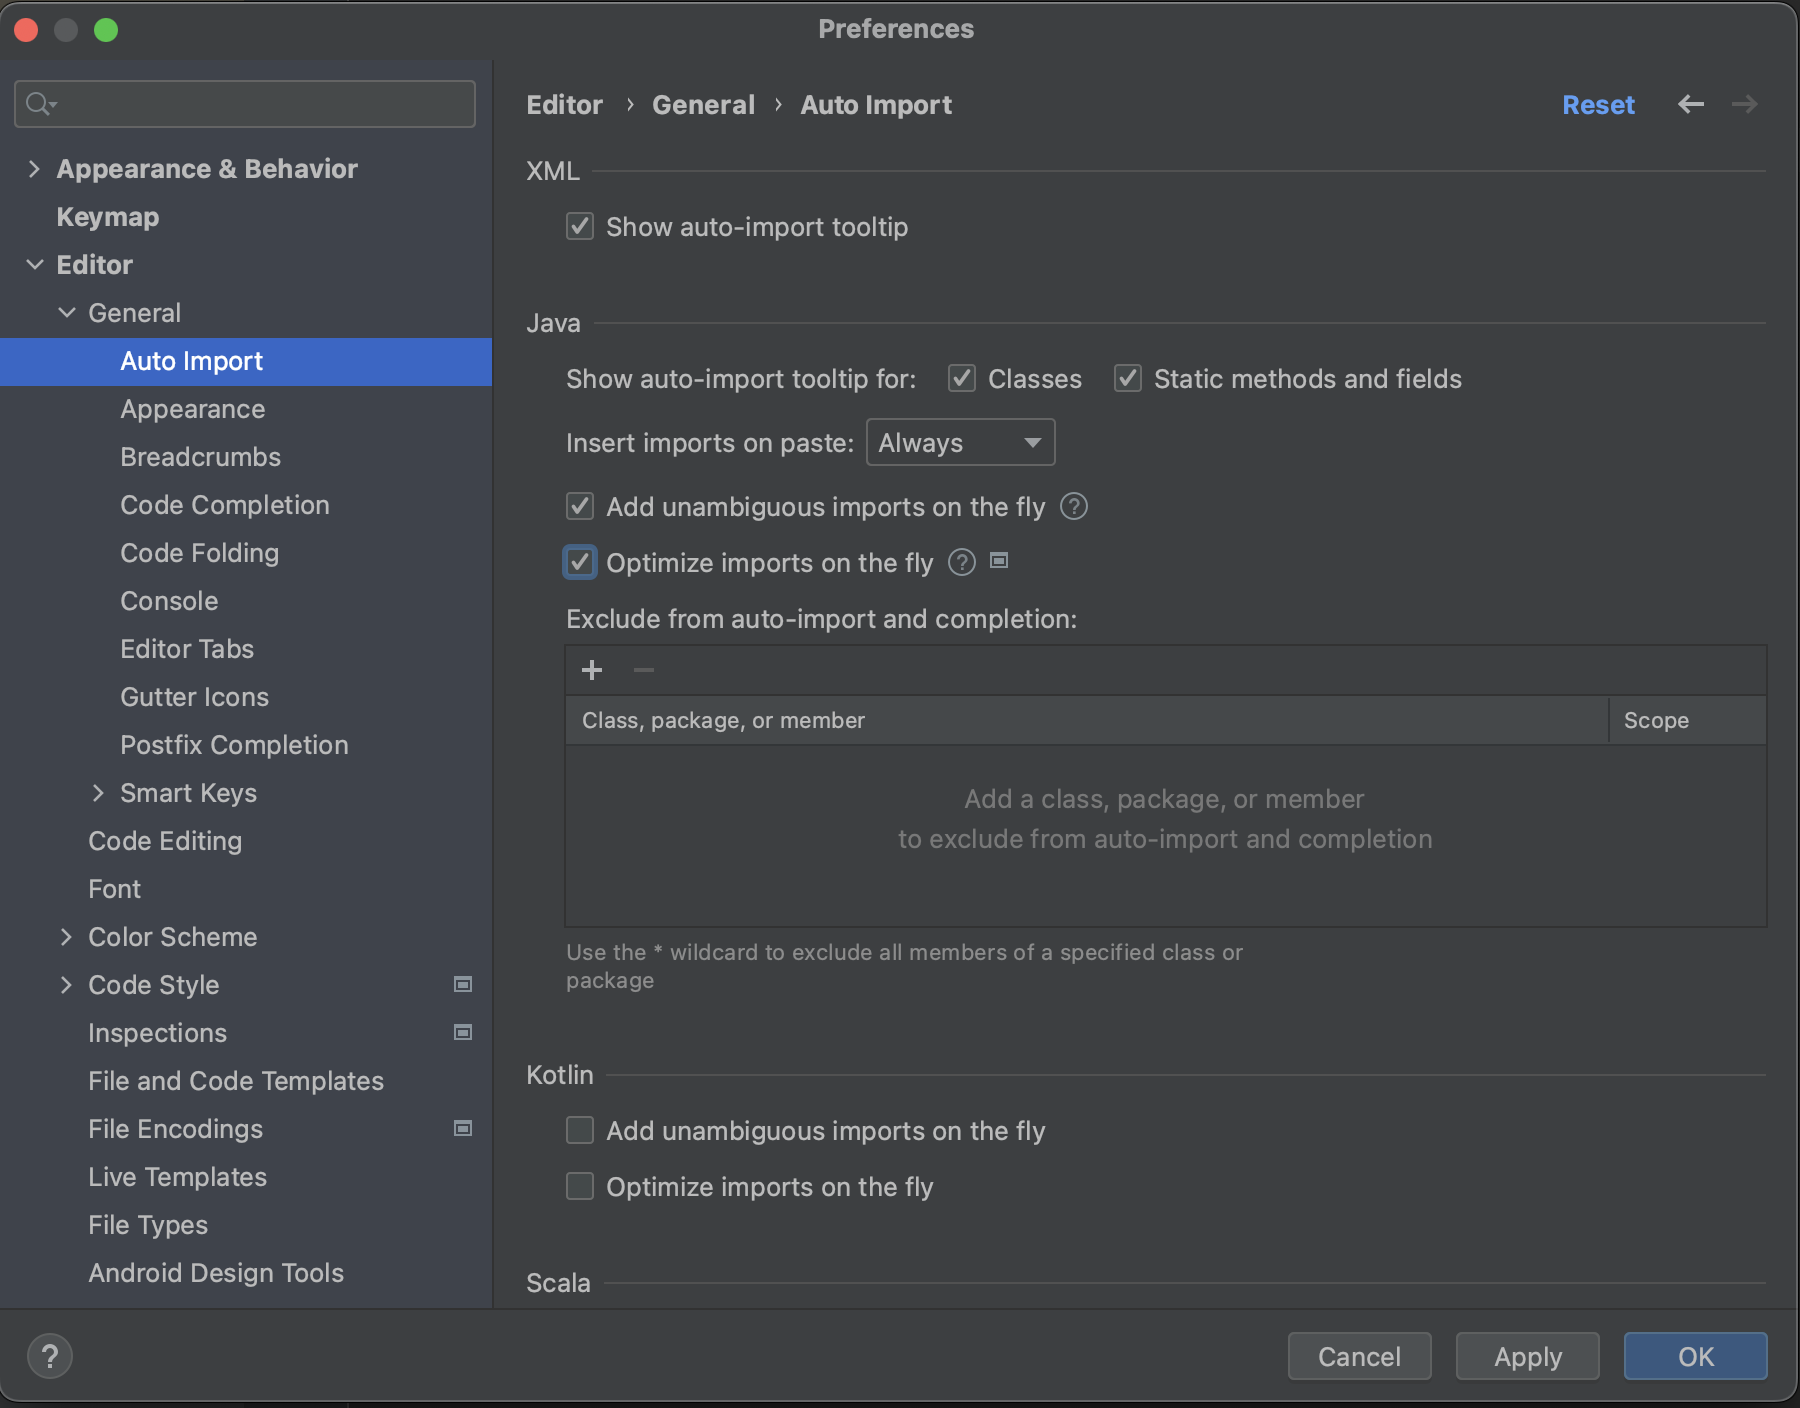 Preferences
Appearance & Behavior
Keymap
Editor
General
Auto Import
Appearance
Breadcrumbs
Code Completion
Code Folding
Console
Editor Tabs
Gutter Icons
Postfix Completion
Smart Keys
Code Editing
Font
Color Scheme
Code Style
Inspections
File and Code Templates
File Encodings
Live Templates
File Types
Android Design Tools
Editor › General › Auto Import
Reset
XML
Show auto-import tooltip
Java
Show auto-import tooltip for: Classes Static methods and fields
Insert imports on paste: Always
Add unambiguous imports on the fly ?
Optimize imports on the fly ?
Exclude from auto-import and completion:
Class, package, or member Scope
Add a class, package, or member
to exclude from auto-import and completion
Use the * wildcard to exclude all members of a specified class or
package
Kotlin
Add unambiguous imports on the fly
Optimize imports on the fly
Scala
? Cancel Apply OK